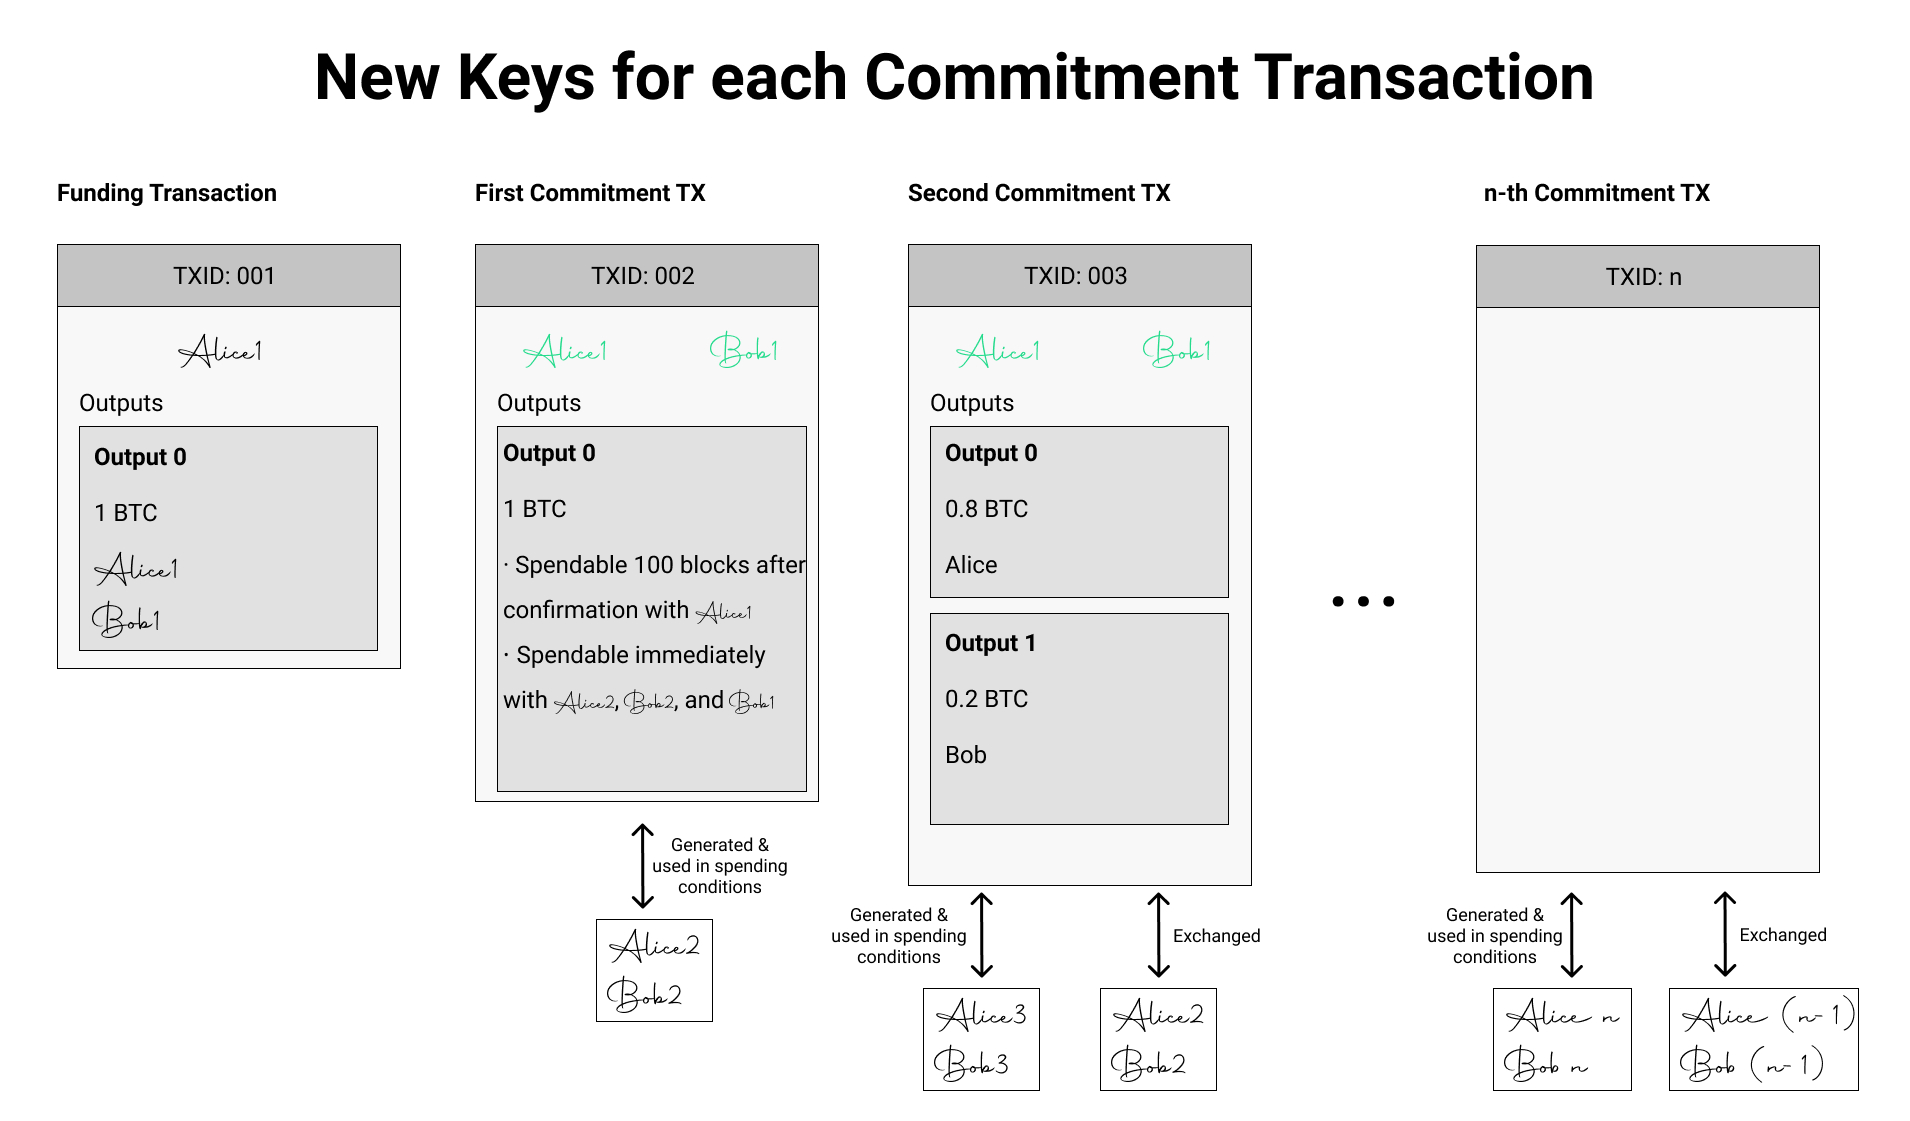 New Keys for each Commitment Transaction
Funding Transaction
TXID: 001
Alice1
Outputs
Output 0
1 BTC
Alice1
Bob1
First Commitment TX
TXID: 002
Alice1 Bob1
Outputs
Output 0
1 BTC
· Spendable 100 blocks after
confirmation with Alice1
· Spendable immediately
with Alice2, Bob2, and Bob1
Generated &
used in spending
conditions
Alice2
Bob2
Second Commitment TX
TXID: 003
Alice1 Bob1
Outputs
Output 0
0.8 BTC
Alice
Output 1
0.2 BTC
Bob
Generated &
used in spending
conditions
Alice3
Bob3
Exchanged
Alice2
Bob2
...
n-th Commitment TX
TXID: n
Generated &
used in spending
conditions
Alice n
Bob n
Exchanged
Alice (n-1)
Bob (n-1)